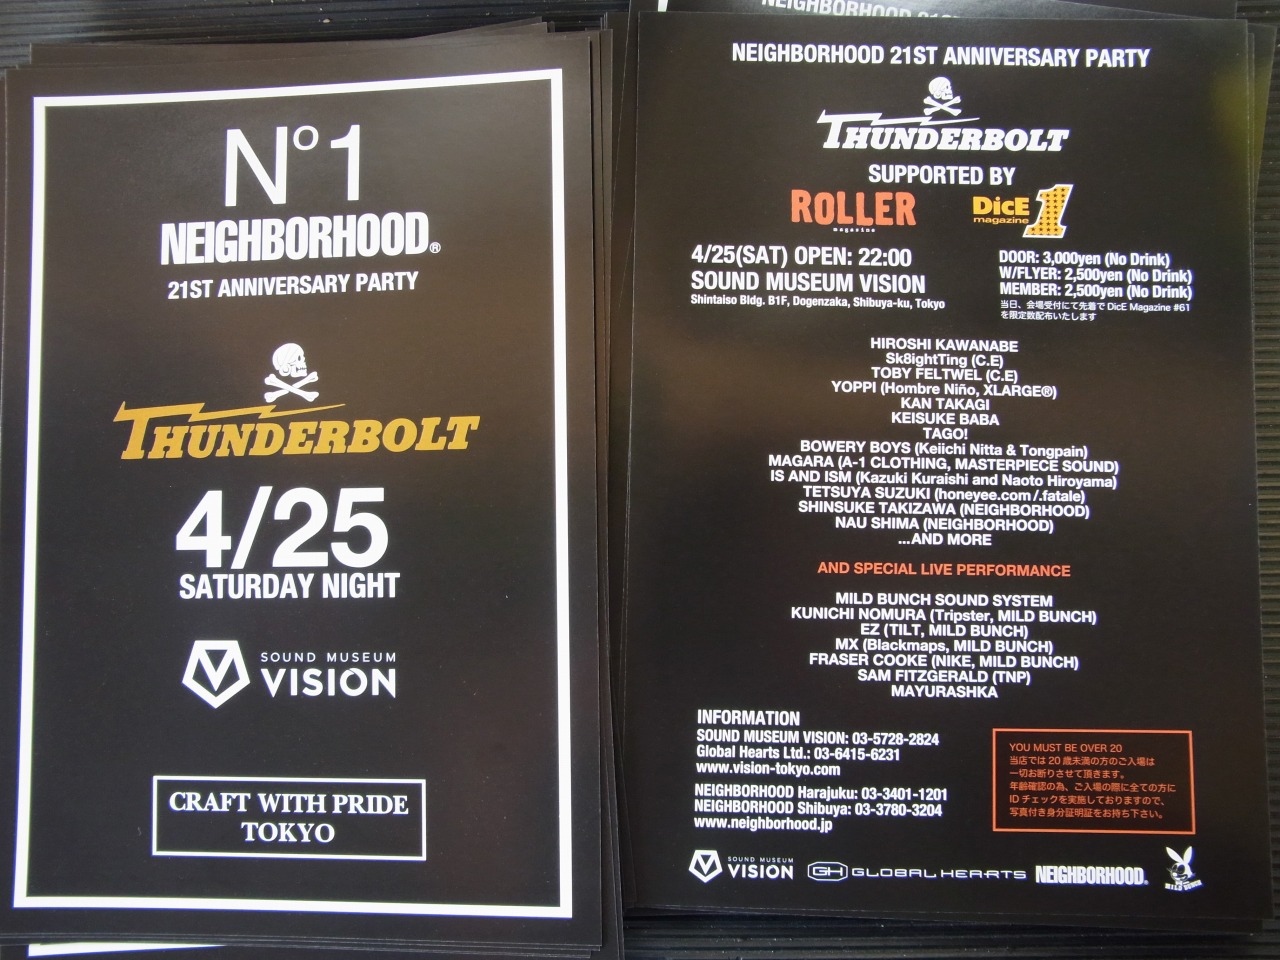 N°1
NEIGHBORHOOD®
21ST ANNIVERSARY PARTY
THUNDERBOLT
4/25
SATURDAY NIGHT
SOUND MUSEUM
VISION
CRAFT WITH PRIDE
TOKYO
NEIGHBORHOOD 21ST ANNIVERSARY PARTY
THUNDERBOLT
SUPPORTED BY
ROLLER
magazine
DicE
magazine
1
4/25(SAT) OPEN: 22:00
SOUND MUSEUM VISION
Shintaiso Bldg. B1F, Dogenzaka, Shibuya-ku, Tokyo
DOOR: 3,000yen (No Drink)
W/FLYER: 2,500yen (No Drink)
MEMBER: 2,500yen (No Drink)
当日、会場受付にて先着で DicE Magazine #61
を限定数配布いたします
HIROSHI KAWANABE
Sk8ightTing (C.E)
TOBY FELTWEL (C.E)
YOPPI (Hombre Niño, XLARGE®)
KAN TAKAGI
KEISUKE BABA
TAGO!
BOWERY BOYS (Keiichi Nitta & Tongpain)
MAGARA (A-1 CLOTHING, MASTERPIECE SOUND)
IS AND ISM (Kazuki Kuraishi and Naoto Hiroyama)
TETSUYA SUZUKI (honeyee.com/.fatale)
SHINSUKE TAKIZAWA (NEIGHBORHOOD)
NAU SHIMA (NEIGHBORHOOD)
...AND MORE
AND SPECIAL LIVE PERFORMANCE
MILD BUNCH SOUND SYSTEM
KUNICHI NOMURA (Tripster, MILD BUNCH)
EZ (TILT, MILD BUNCH)
MX (Blackmaps, MILD BUNCH)
FRASER COOKE (NIKE, MILD BUNCH)
SAM FITZGERALD (TNP)
MAYURASHKA
INFORMATION
SOUND MUSEUM VISION: 03-5728-2824
Global Hearts Ltd.: 03-6415-6231
www.vision-tokyo.com
NEIGHBORHOOD Harajuku: 03-3401-1201
NEIGHBORHOOD Shibuya: 03-3780-3204
www.neighborhood.jp
YOU MUST BE OVER 20
当店では 20 歳未満の方のご入場は
一切お断りさせて頂きます。
年齢確認の為、ご入場の際に全ての方に
ID チェックを実施しておりますので、
写真付き身分証明証をお持ち下さい。
SOUND MUSEUM
VISION
GH GLOBAL HEARTS
NEIGHBORHOOD®
MILD BUNCH